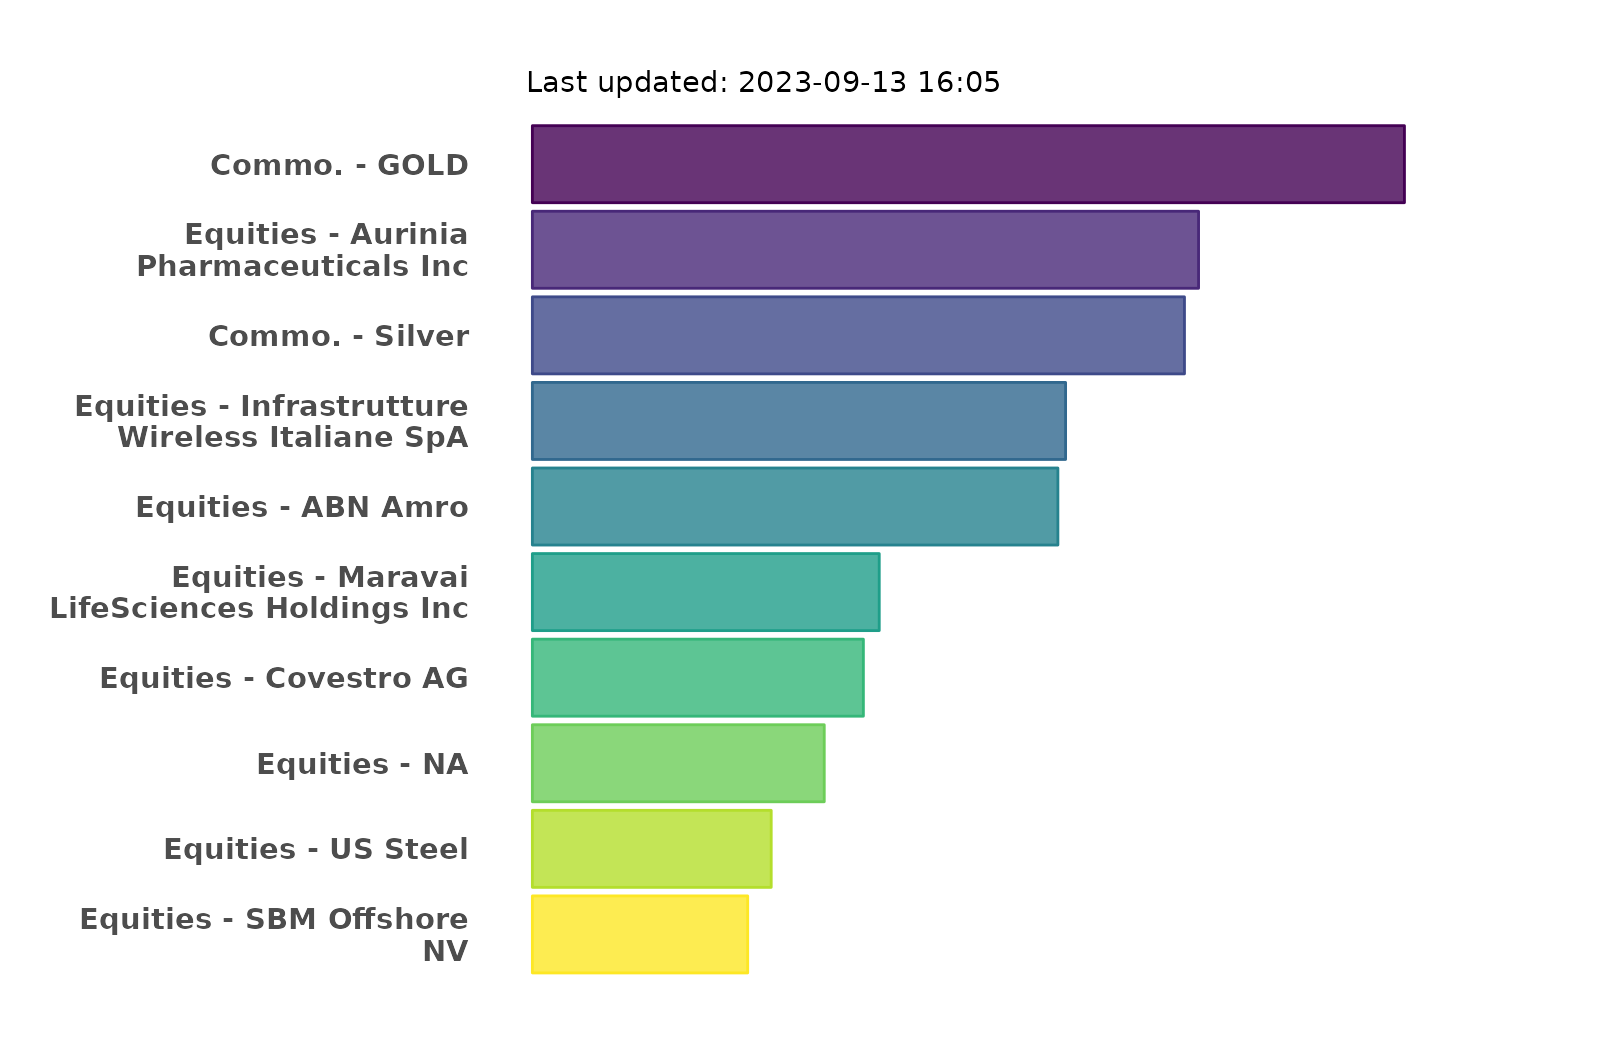 Last updated: 2023-09-13 16:05
Commo. - GOLD
Equities - Aurinia
Pharmaceuticals Inc
Commo. - Silver
Equities - Infrastrutture
Wireless Italiane SpA
Equities - ABN Amro
Equities - Maravai
LifeSciences Holdings Inc
Equities - Covestro AG
Equities - NA
Equities - US Steel
Equities - SBM Offshore
NV